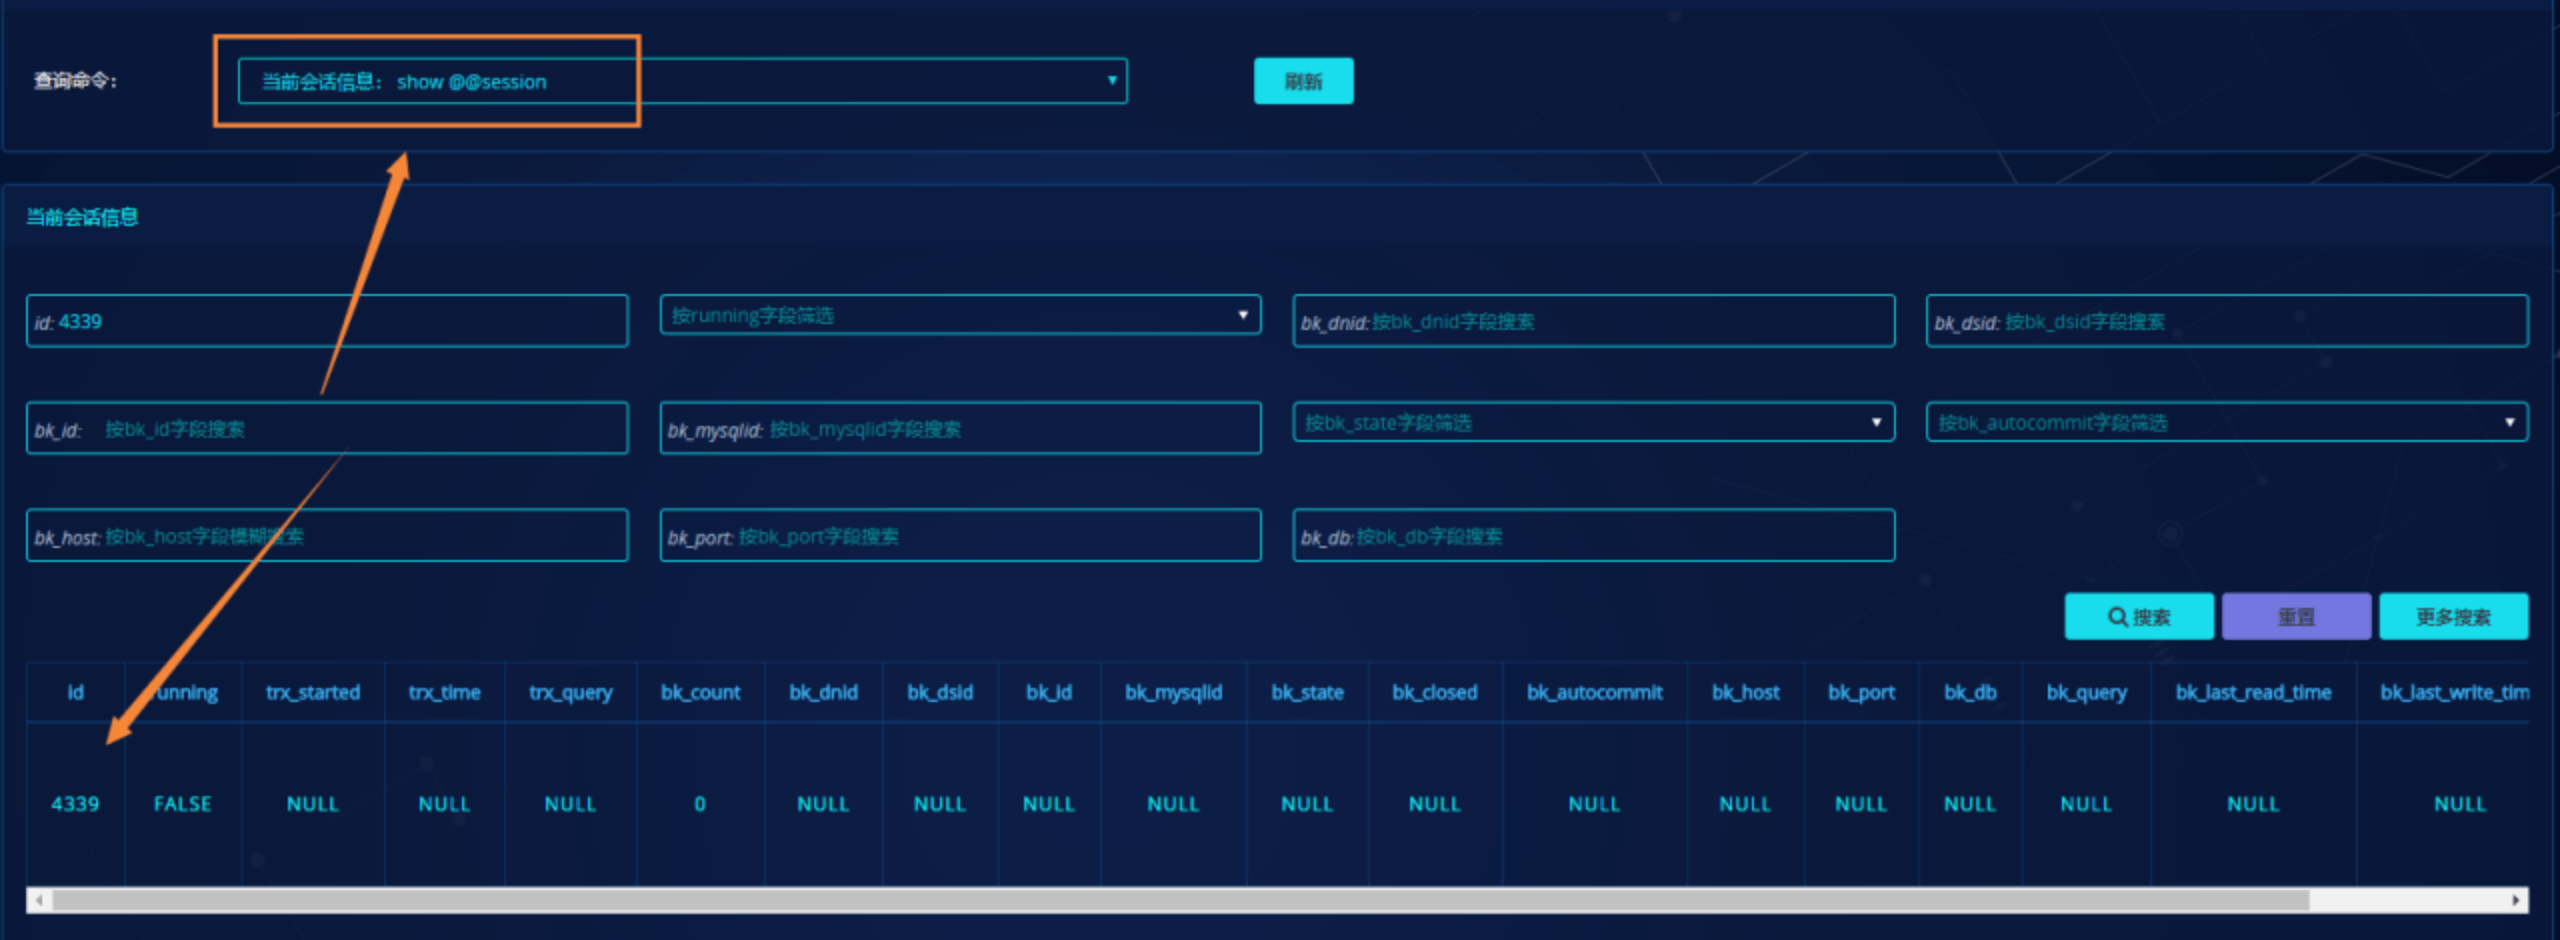 查询命令: 当前会话信息: show @@session 刷新
当前会话信息
id: 4339 按running字段筛选 bk_dnid: 按bk_dnid字段搜索 bk_dsid: 按bk_dsid字段搜索
bk_id: 按bk_id字段搜索 bk_mysqlid: 按bk_mysqlid字段搜索 按bk_state字段筛选 按bk_autocommit字段筛选
bk_host: 按bk_host字段模糊搜索 bk_port: 按bk_port字段搜索 bk_db: 按bk_db字段搜索
搜索 重置 更多搜索
id running trx_started trx_time trx_query bk_count bk_dnid bk_dsid bk_id bk_mysqlid bk_state bk_closed bk_autocommit bk_host bk_port bk_db bk_query bk_last_read_time bk_last_write_tim
4339 FALSE NULL NULL NULL 0 NULL NULL NULL NULL NULL NULL NULL NULL NULL NULL NULL NULL NULL